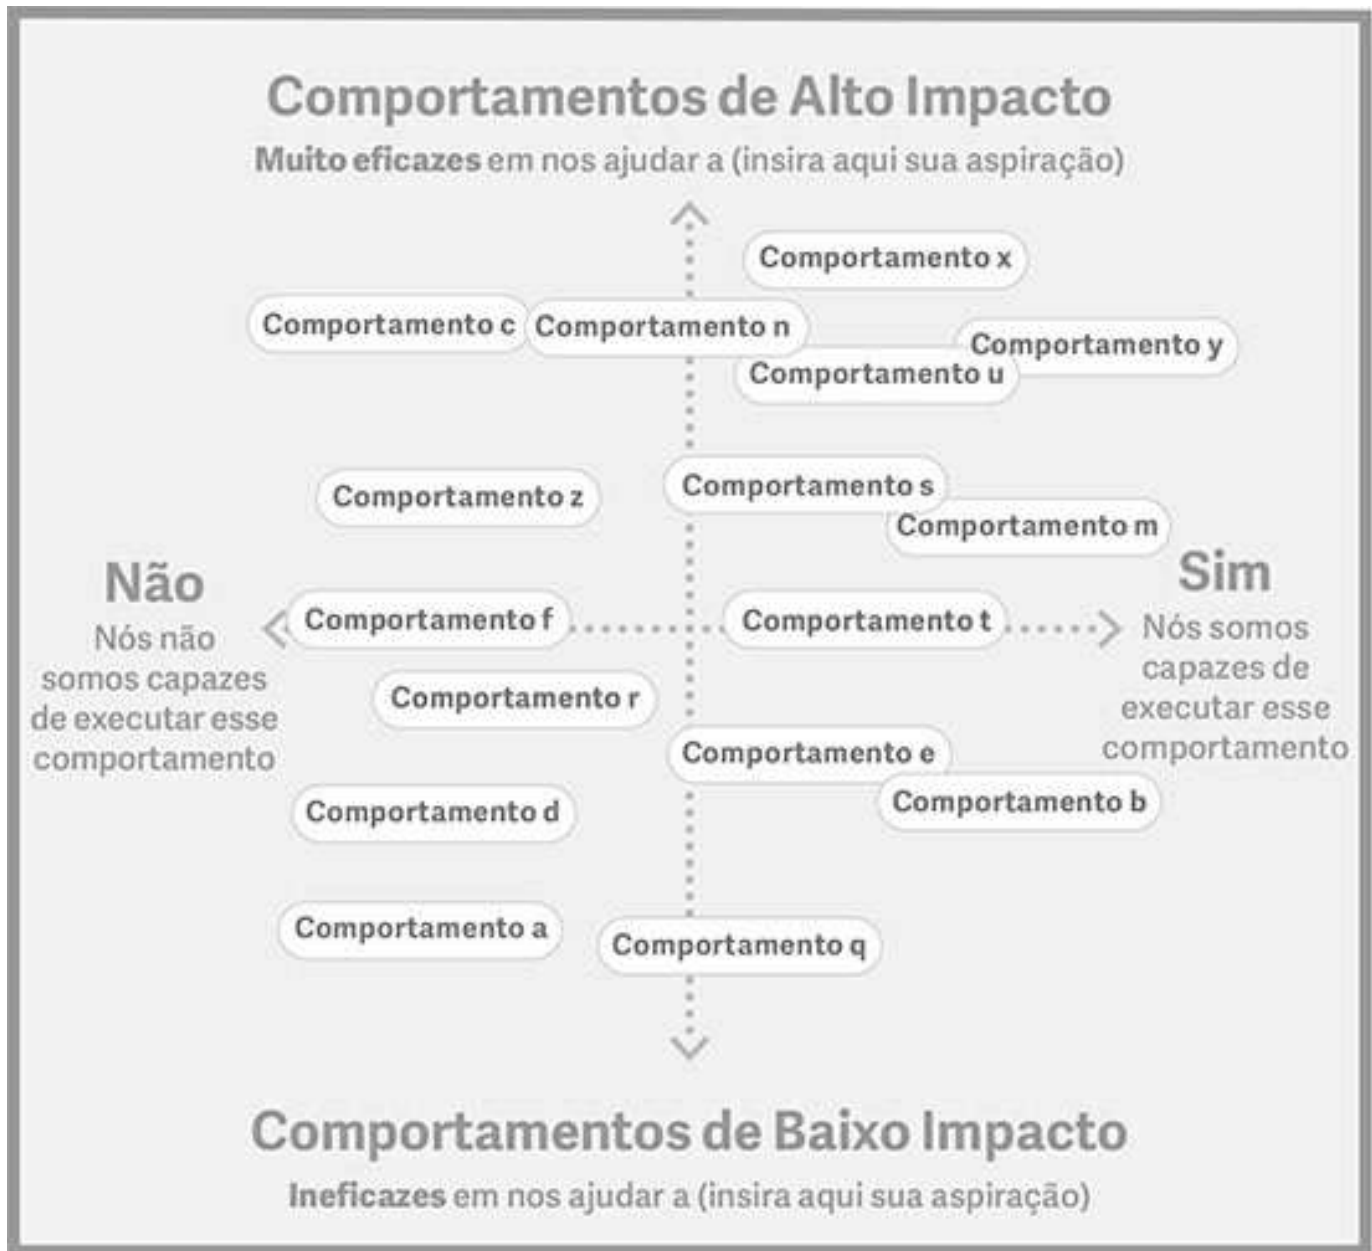 Comportamentos de Alto Impacto
Muito eficazes em nos ajudar a (insira aqui sua aspiração)
Comportamento x
Comportamento c
Comportamento n
Comportamento y
Comportamento u
Comportamento s
Comportamento z
Comportamento m
Não
Nós não
somos capazes
de executar esse
comportamento
Comportamento f
Comportamento t
Sim
Nós somos
capazes de
executar esse
comportamento
Comportamento r
Comportamento e
Comportamento b
Comportamento d
Comportamento a
Comportamento q
Comportamentos de Baixo Impacto
Ineficazes em nos ajudar a (insira aqui sua aspiração)